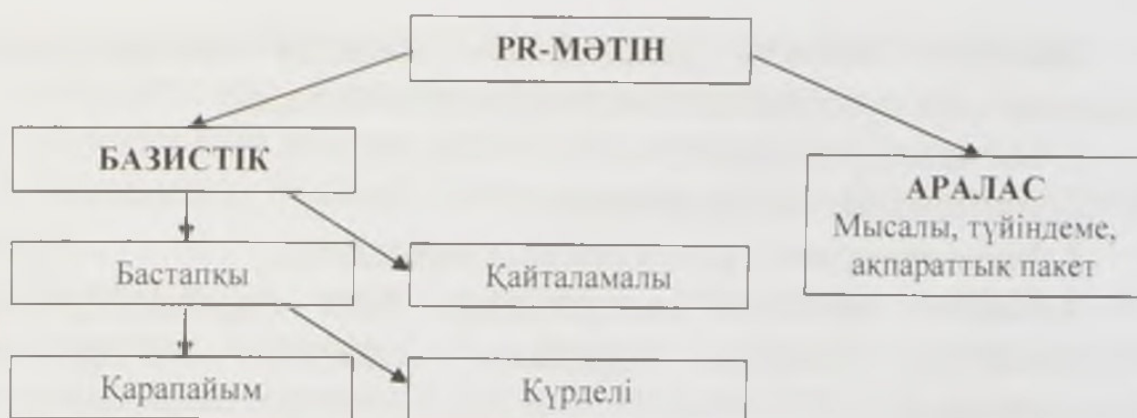 PR-МӘТІН
БАЗИСТІК
АРАЛАС
Мысалы, түйіндеме,
ақпараттық пакет
Бастапқы
Қайталамалы
Қарапайым
Күрделі